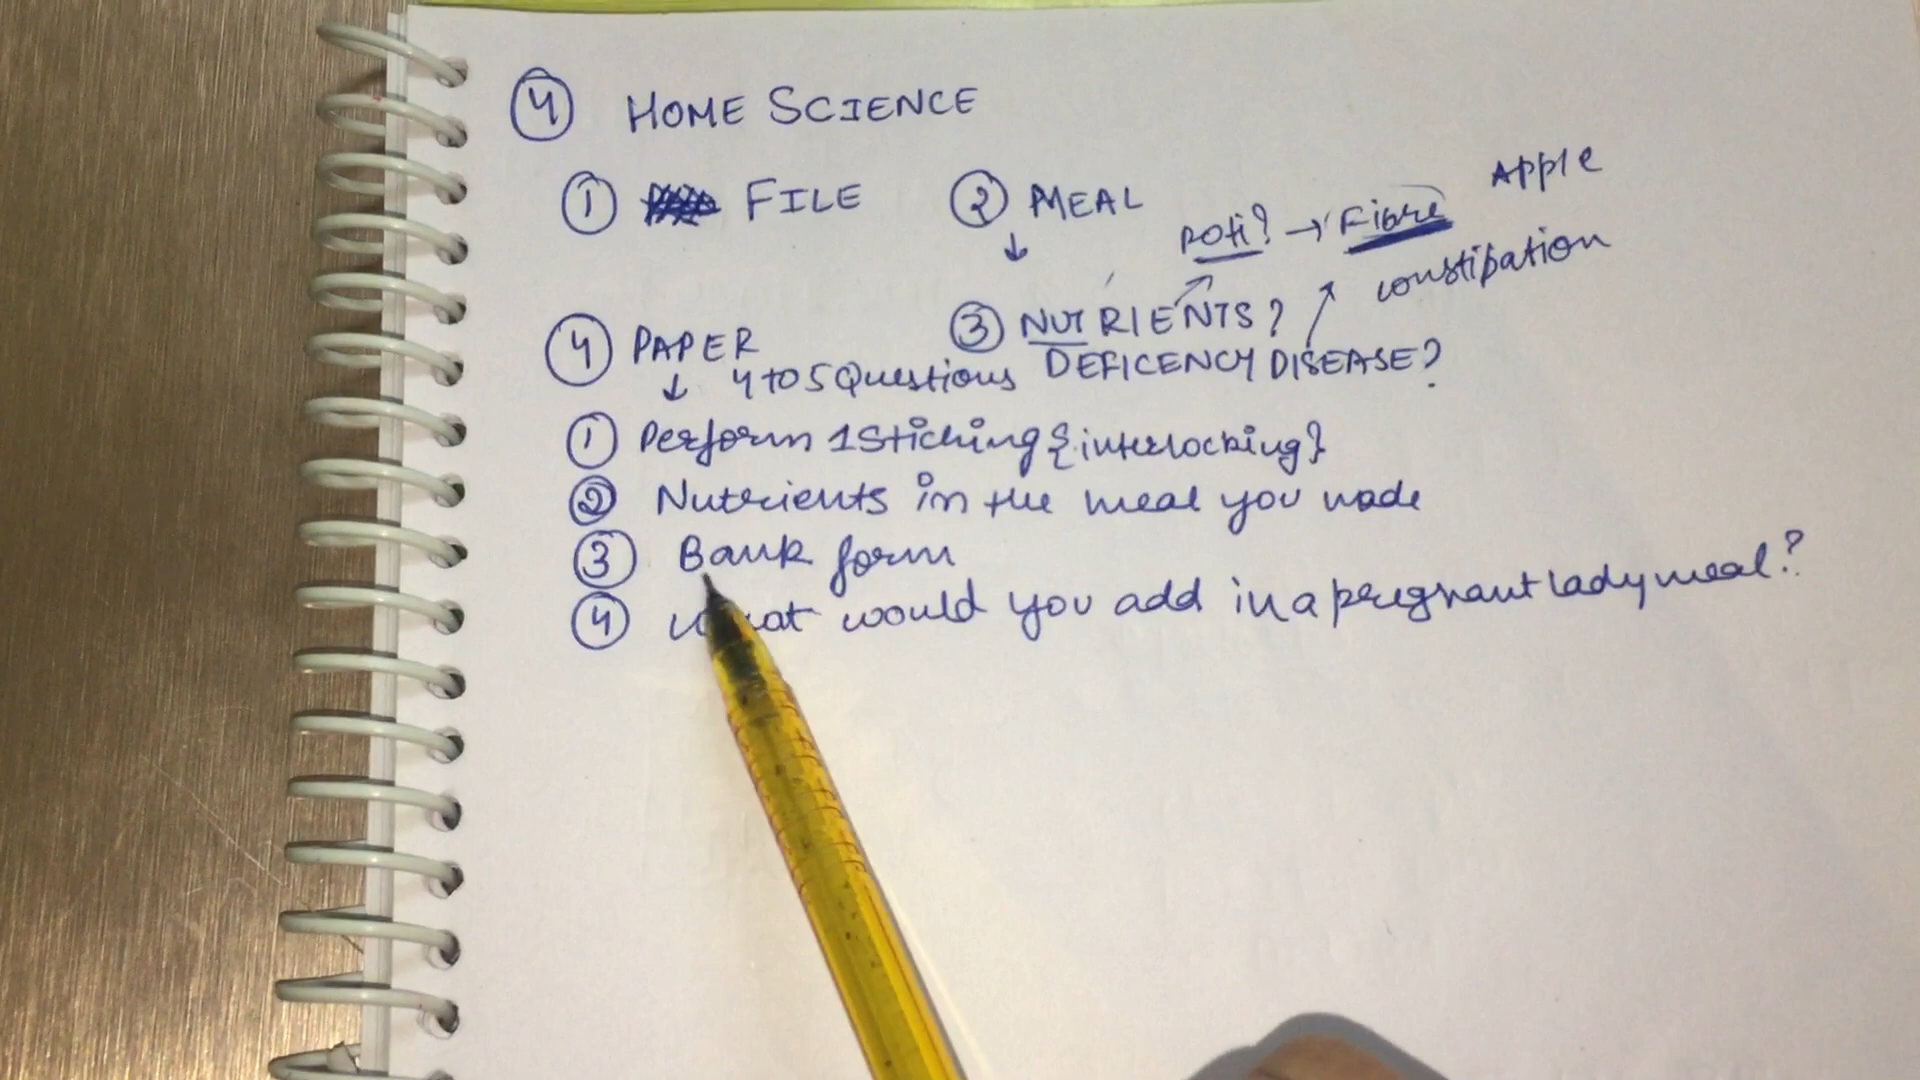 4 HOME SCIENCE
1 FILE
2 MEAL
↓
Roti? → Fibre
Apple
constipation
3 NUTRIENTS?
DEFICENCY DISEASE?
4 PAPER
↓ 4 to 5 Questions
1 Perform 1 Stiching {interlocking}
2 Nutrients in the meal you made
3 Bank form
4 What would you add in a pregnant lady meal?